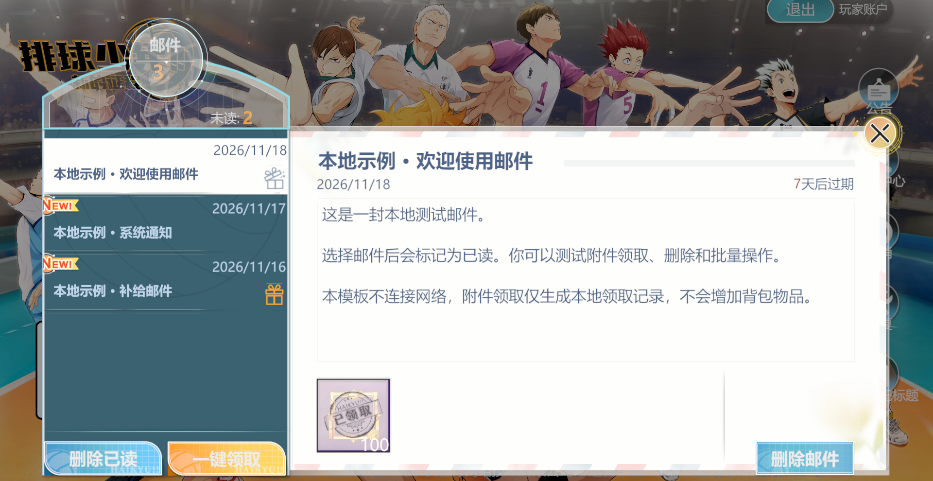 退出
玩家账户
排球小
邮件
3
未读: 2
公告
2026/11/18
本地示例・欢迎使用邮件
NEW!
2026/11/17
本地示例・系统通知
NEW!
2026/11/16
本地示例・补给邮件
删除已读
一键领取
本地示例・欢迎使用邮件
2026/11/18
7天后过期
这是一封本地测试邮件。
选择邮件后会标记为已读。你可以测试附件领取、删除和批量操作。
本模板不连接网络，附件领取仅生成本地领取记录，不会增加背包物品。
已领取
100
删除邮件
心
标题